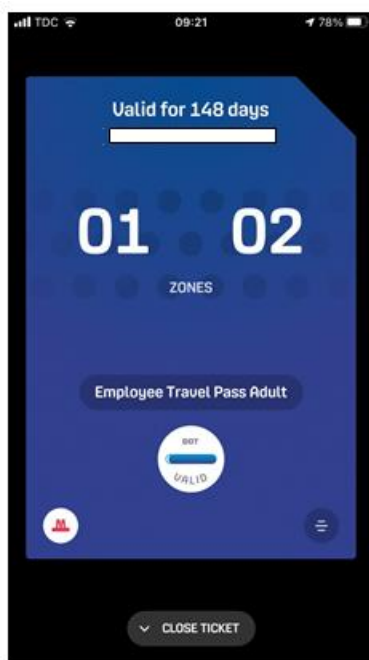 TDC 09:21 78%
Valid for 148 days
01 02
ZONES
Employee Travel Pass Adult
DOT
VALID
M
CLOSE TICKET